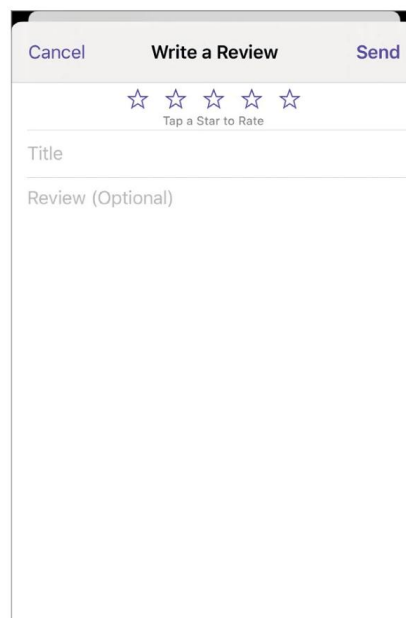 Cancel Write a Review Send
Tap a Star to Rate
Title
Review (Optional)